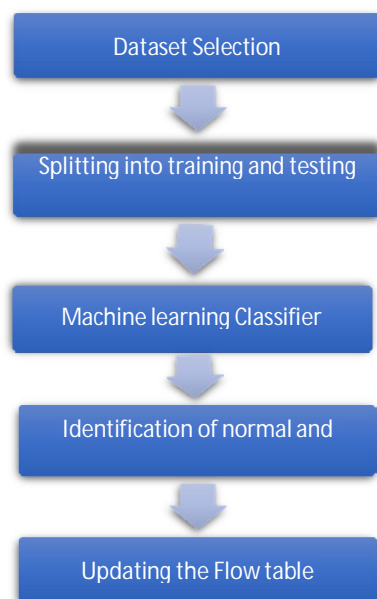 Dataset Selection
Splitting into training and testing
Machine learning Classifier
Identification of normal and
Updating the Flow table